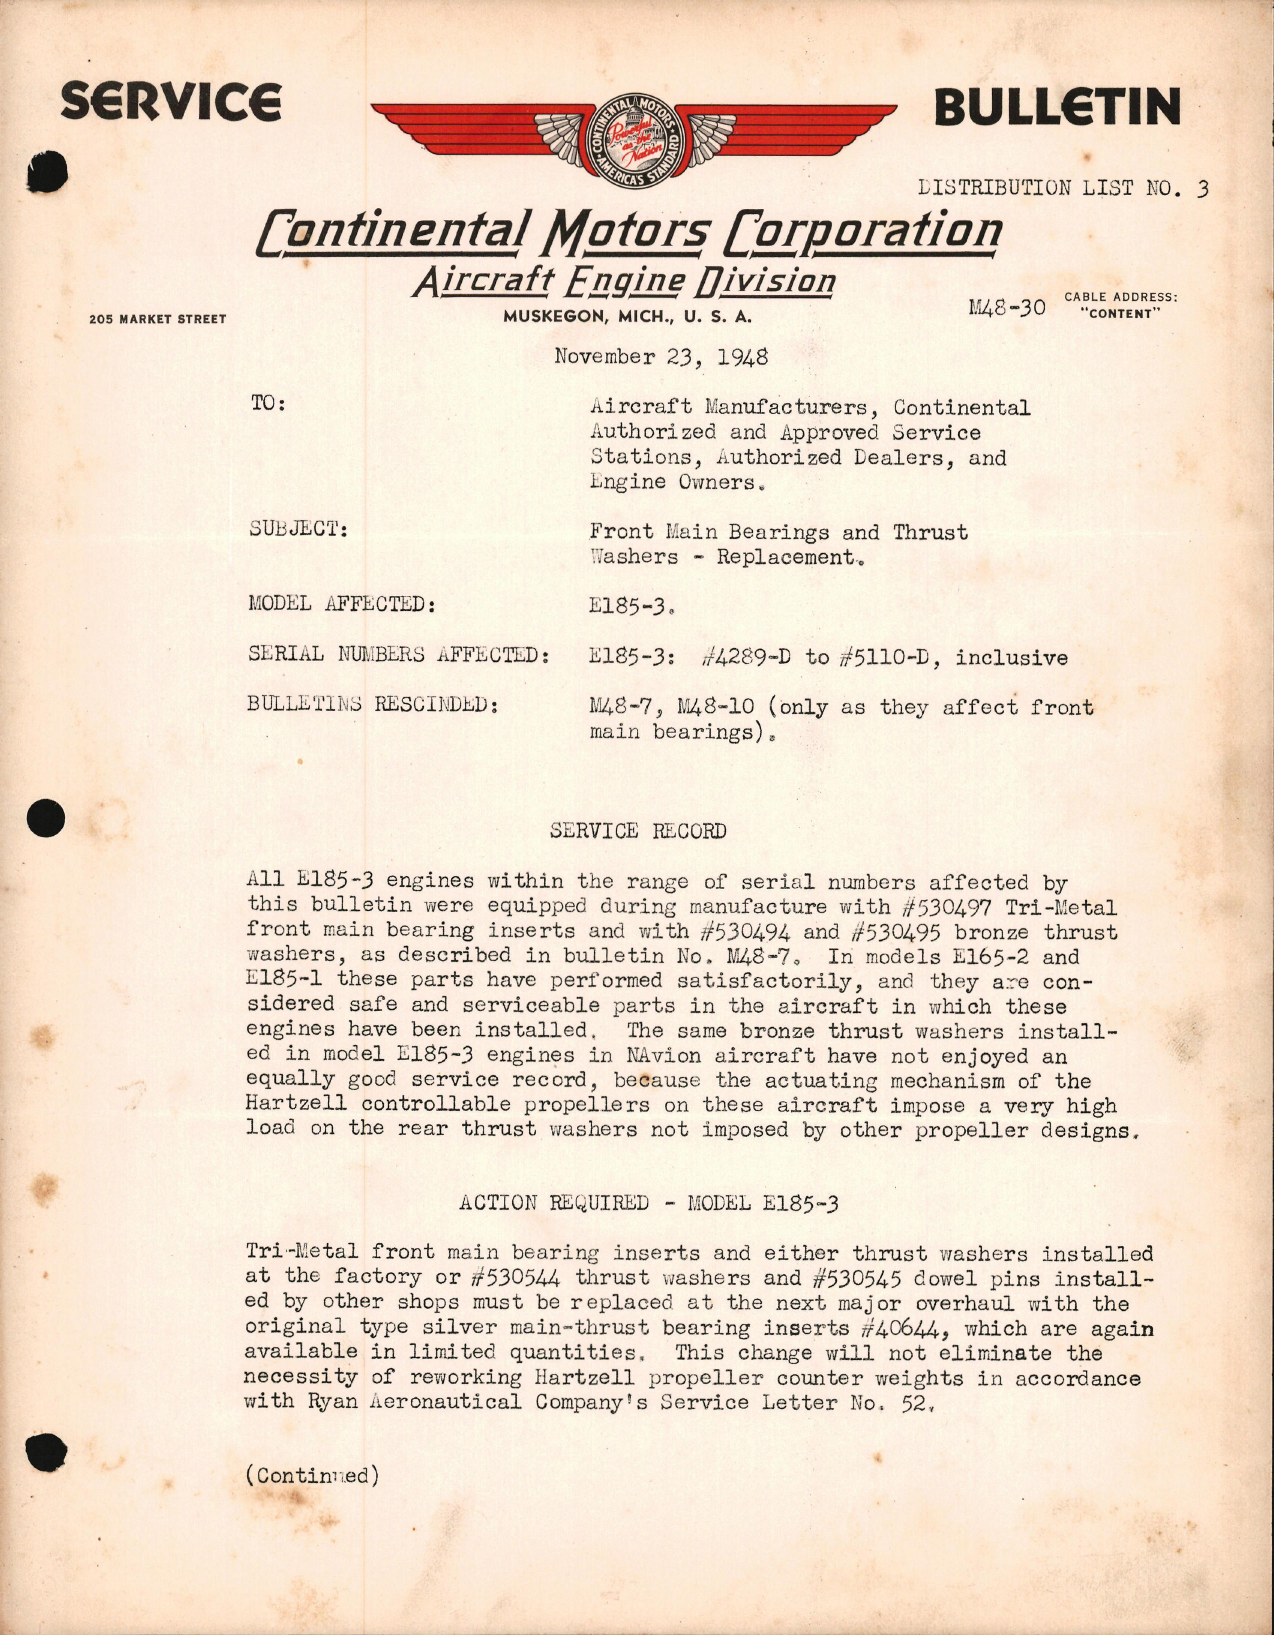 SERVICE
BULLETIN
CONTINENTAL MOTORS
Powerful
as the
Nation
AMERICA'S STANDARD
DISTRIBUTION LIST NO. 3
Continental Motors Corporation
Aircraft Engine Division
205 MARKET STREET
MUSKEGON, MICH., U. S. A.
M48-30
CABLE ADDRESS:
"CONTENT"
November 23, 1948
TO: Aircraft Manufacturers, Continental
Authorized and Approved Service
Stations, Authorized Dealers, and
Engine Owners.
SUBJECT: Front Main Bearings and Thrust
Washers - Replacement.
MODEL AFFECTED: E185-3.
SERIAL NUMBERS AFFECTED: E185-3: #4289-D to #5110-D, inclusive
BULLETINS RESCINDED: M48-7, M48-10 (only as they affect front
main bearings).
SERVICE RECORD
All E185-3 engines within the range of serial numbers affected by
this bulletin were equipped during manufacture with #530497 Tri-Metal
front main bearing inserts and with #530494 and #530495 bronze thrust
washers, as described in bulletin No. M48-7. In models E165-2 and
E185-1 these parts have performed satisfactorily, and they are con-
sidered safe and serviceable parts in the aircraft in which these
engines have been installed. The same bronze thrust washers install-
ed in model E185-3 engines in NAvion aircraft have not enjoyed an
equally good service record, because the actuating mechanism of the
Hartzell controllable propellers on these aircraft impose a very high
load on the rear thrust washers not imposed by other propeller designs.
ACTION REQUIRED - MODEL E185-3
Tri-Metal front main bearing inserts and either thrust washers installed
at the factory or #530544 thrust washers and #530545 dowel pins install-
ed by other shops must be replaced at the next major overhaul with the
original type silver main-thrust bearing inserts #40644, which are again
available in limited quantities. This change will not eliminate the
necessity of reworking Hartzell propeller counter weights in accordance
with Ryan Aeronautical Company's Service Letter No. 52.
(Continued)